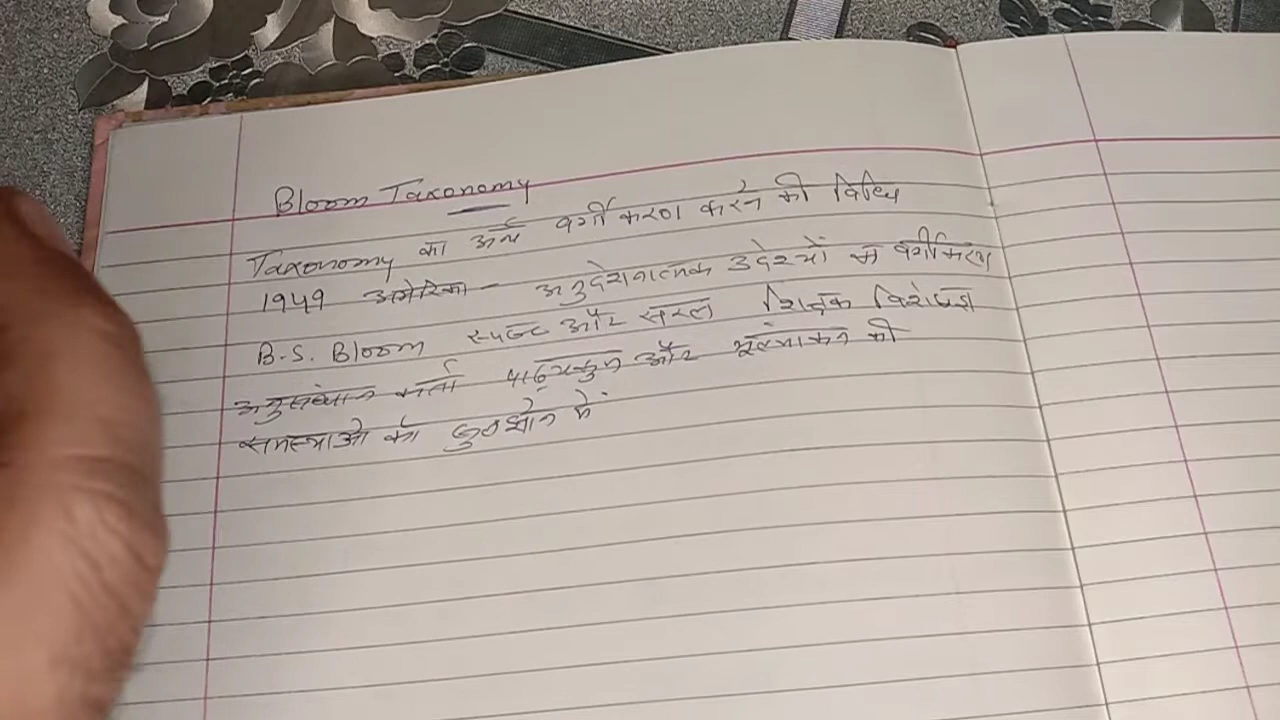 Bloom Taxonomy
Taxonomy का अर्थ वर्गीकरण करने की विधि
1949 अमेरिका - अनुदेशनात्मक उदेश्यों का वर्गीकरण
B.S. Bloom स्पष्ट और सरल शिक्षक विशेषज्ञ
अनुसंधान कर्ता पाठ्यक्रम और मूल्यांकन की
समस्याओ को सुलझाने में